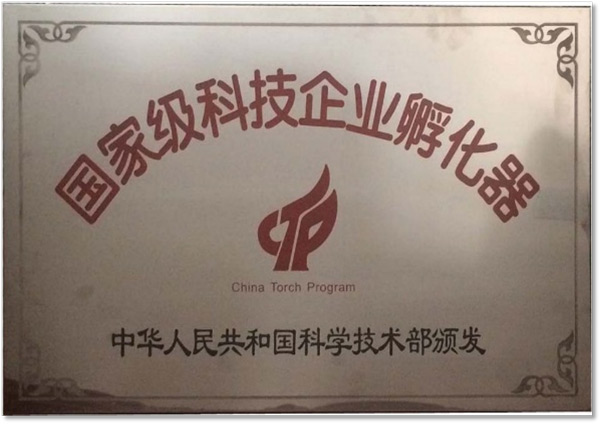 国家级科技企业孵化器
CTP
China Torch Program
中华人民共和国科学技术部颁发